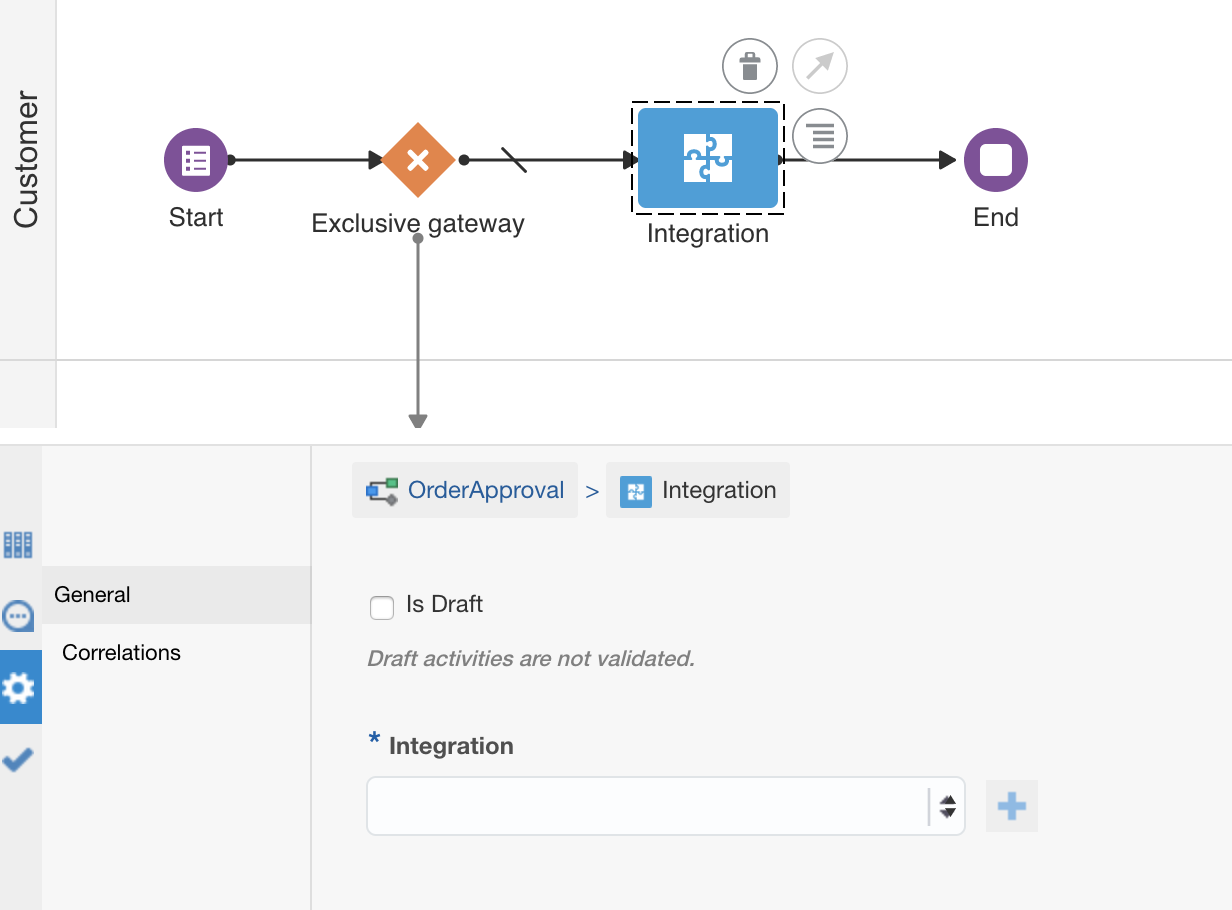 Customer
Start
Exclusive gateway
Integration
End
OrderApproval > Integration
General
Correlations
Is Draft
Draft activities are not validated.
* Integration